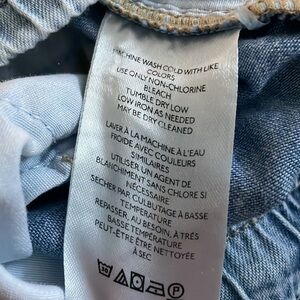 MACHINE WASH COLD WITH LIKE
COLORS
USE ONLY NON-CHLORINE
BLEACH
TUMBLE DRY LOW
LOW IRON AS NEEDED
MAY BE DRY CLEANED
LAVER À LA MACHINE À L'EAU
FROIDE AVEC COULEURS
SIMILAIRES
UTILISER UN AGENT DE
BLANCHIMENT SANS CHLORE SI
NÉCESSAIRE
SECHER PAR CULBUTAGE À BASSE
TEMPÉRATURE
REPASSER, AU BESOIN, À TRÈS
BASSE TEMPÉRATURE
PEUT-ÊTRE ÊTRE NETTOYÉE
À SEC